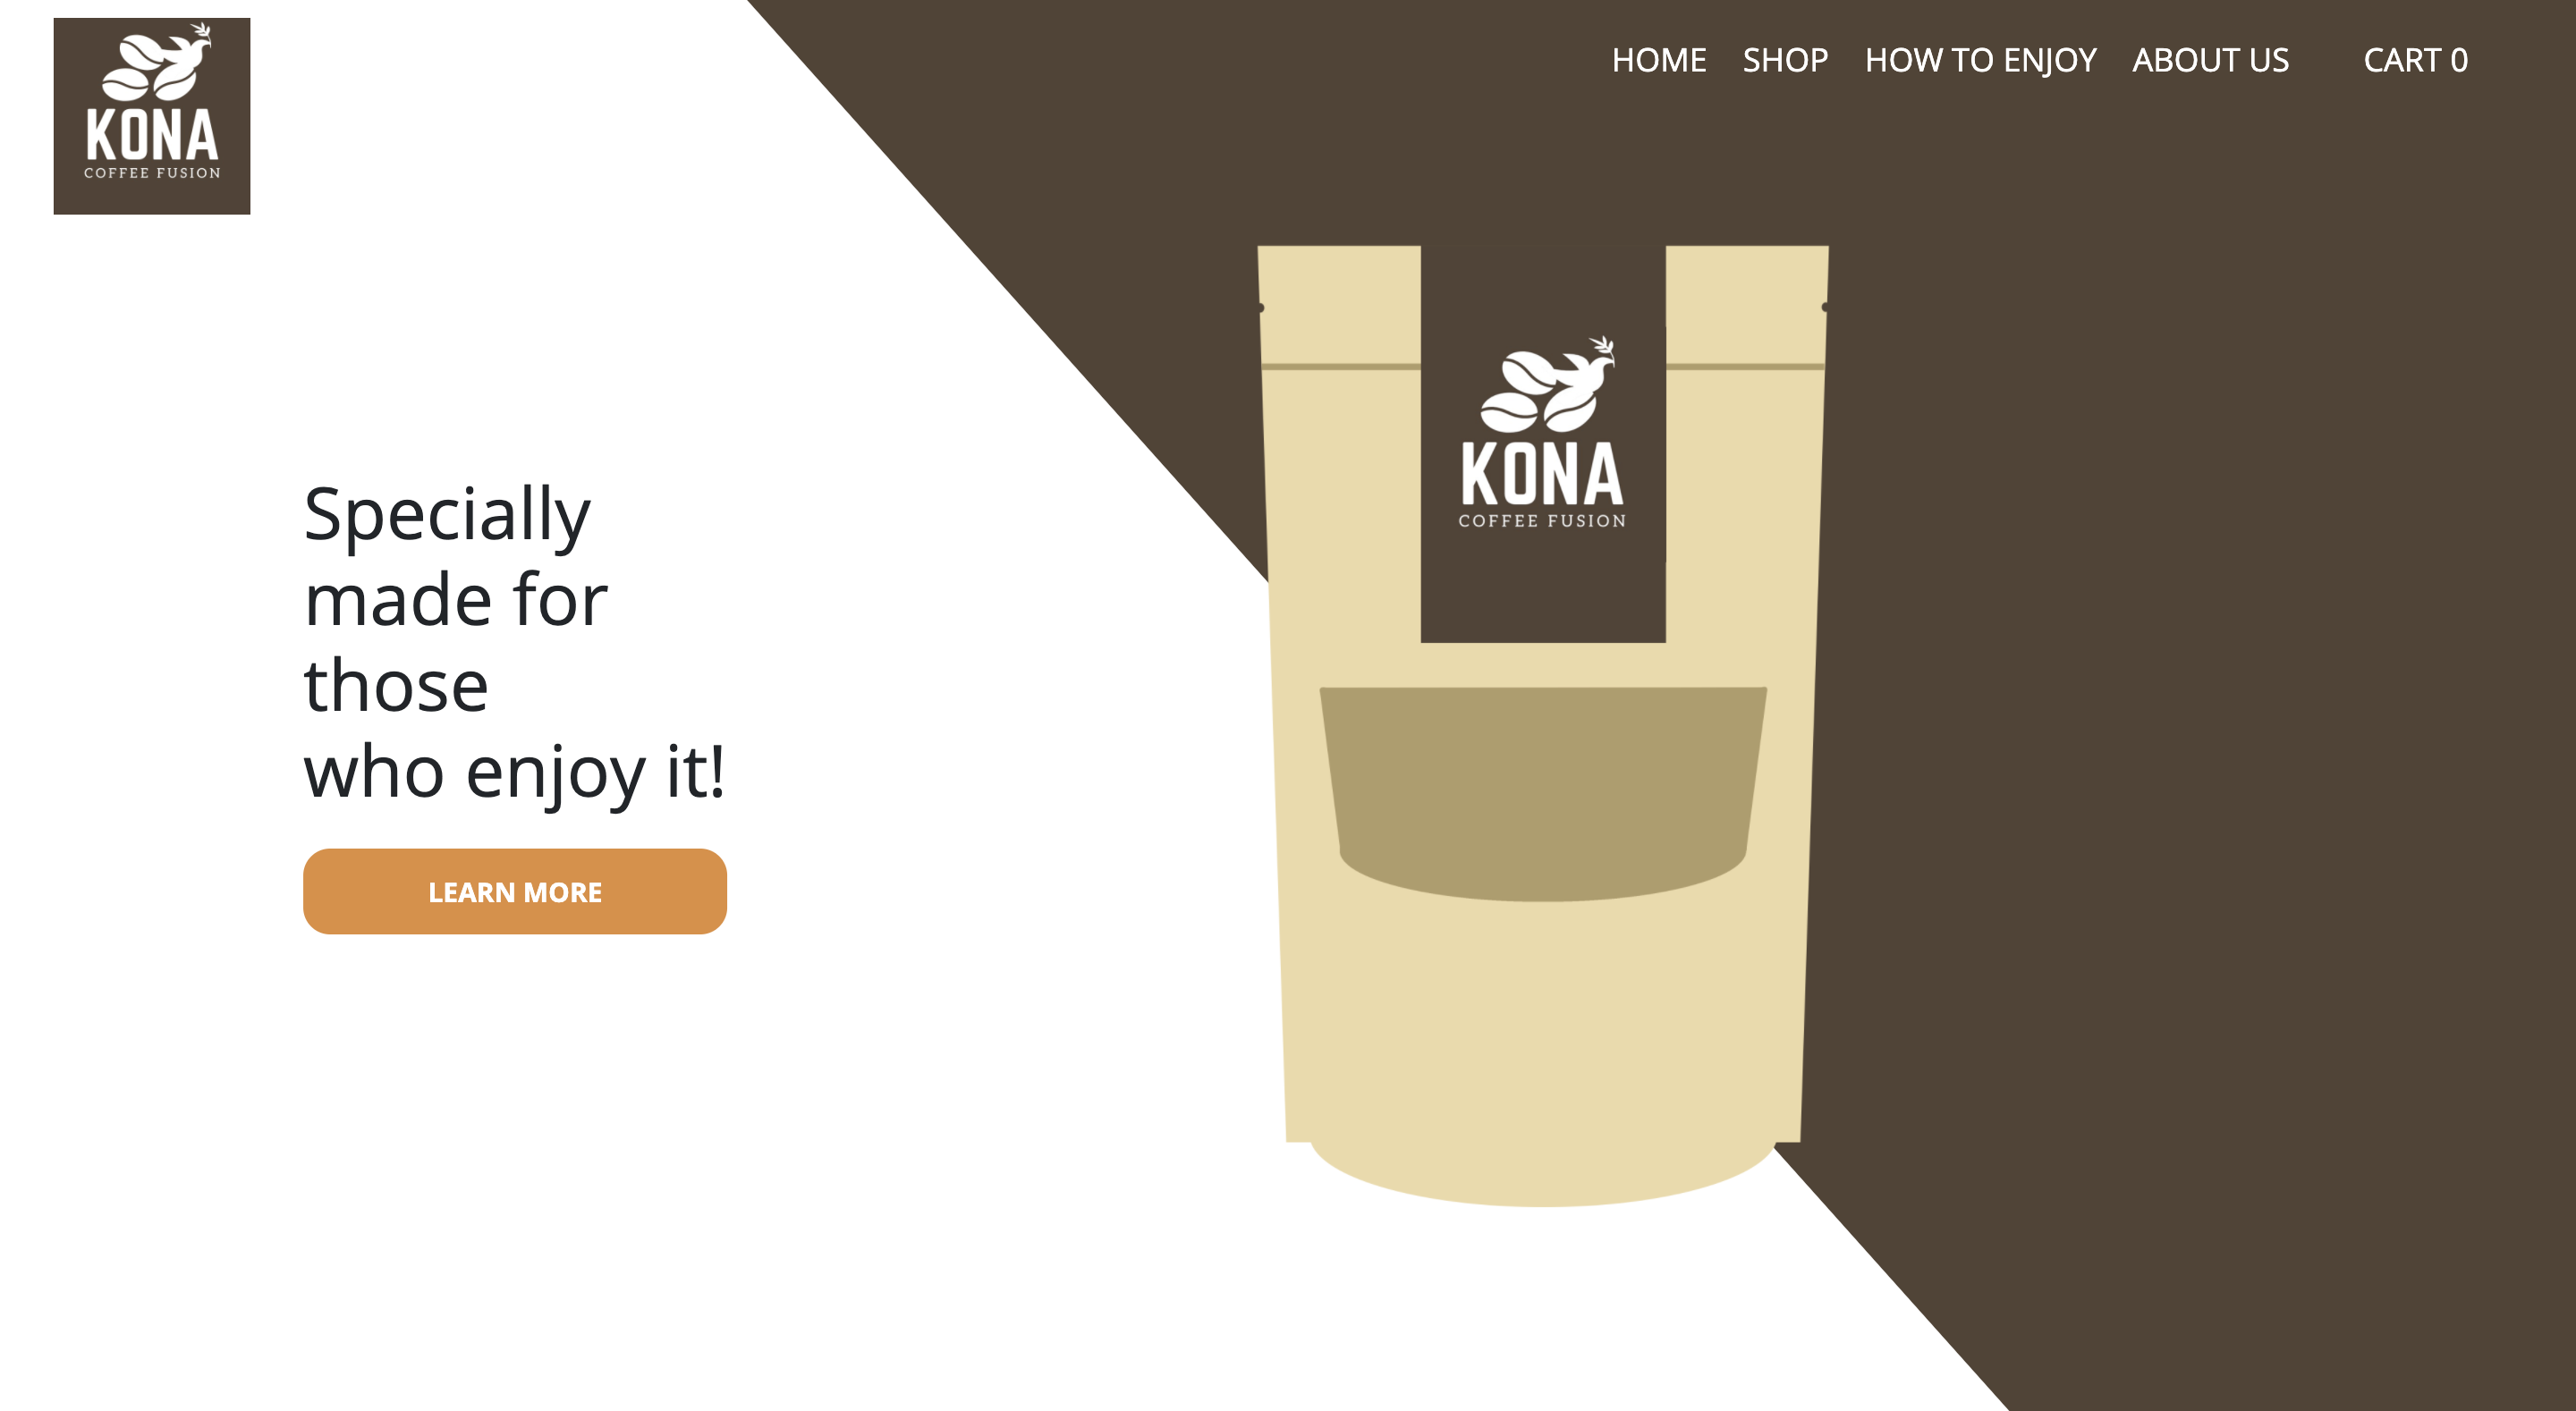 KONA
COFFEE FUSION
HOME SHOP HOW TO ENJOY ABOUT US CART 0
KONA
COFFEE FUSION
Specially
made for
those
who enjoy it!
LEARN MORE